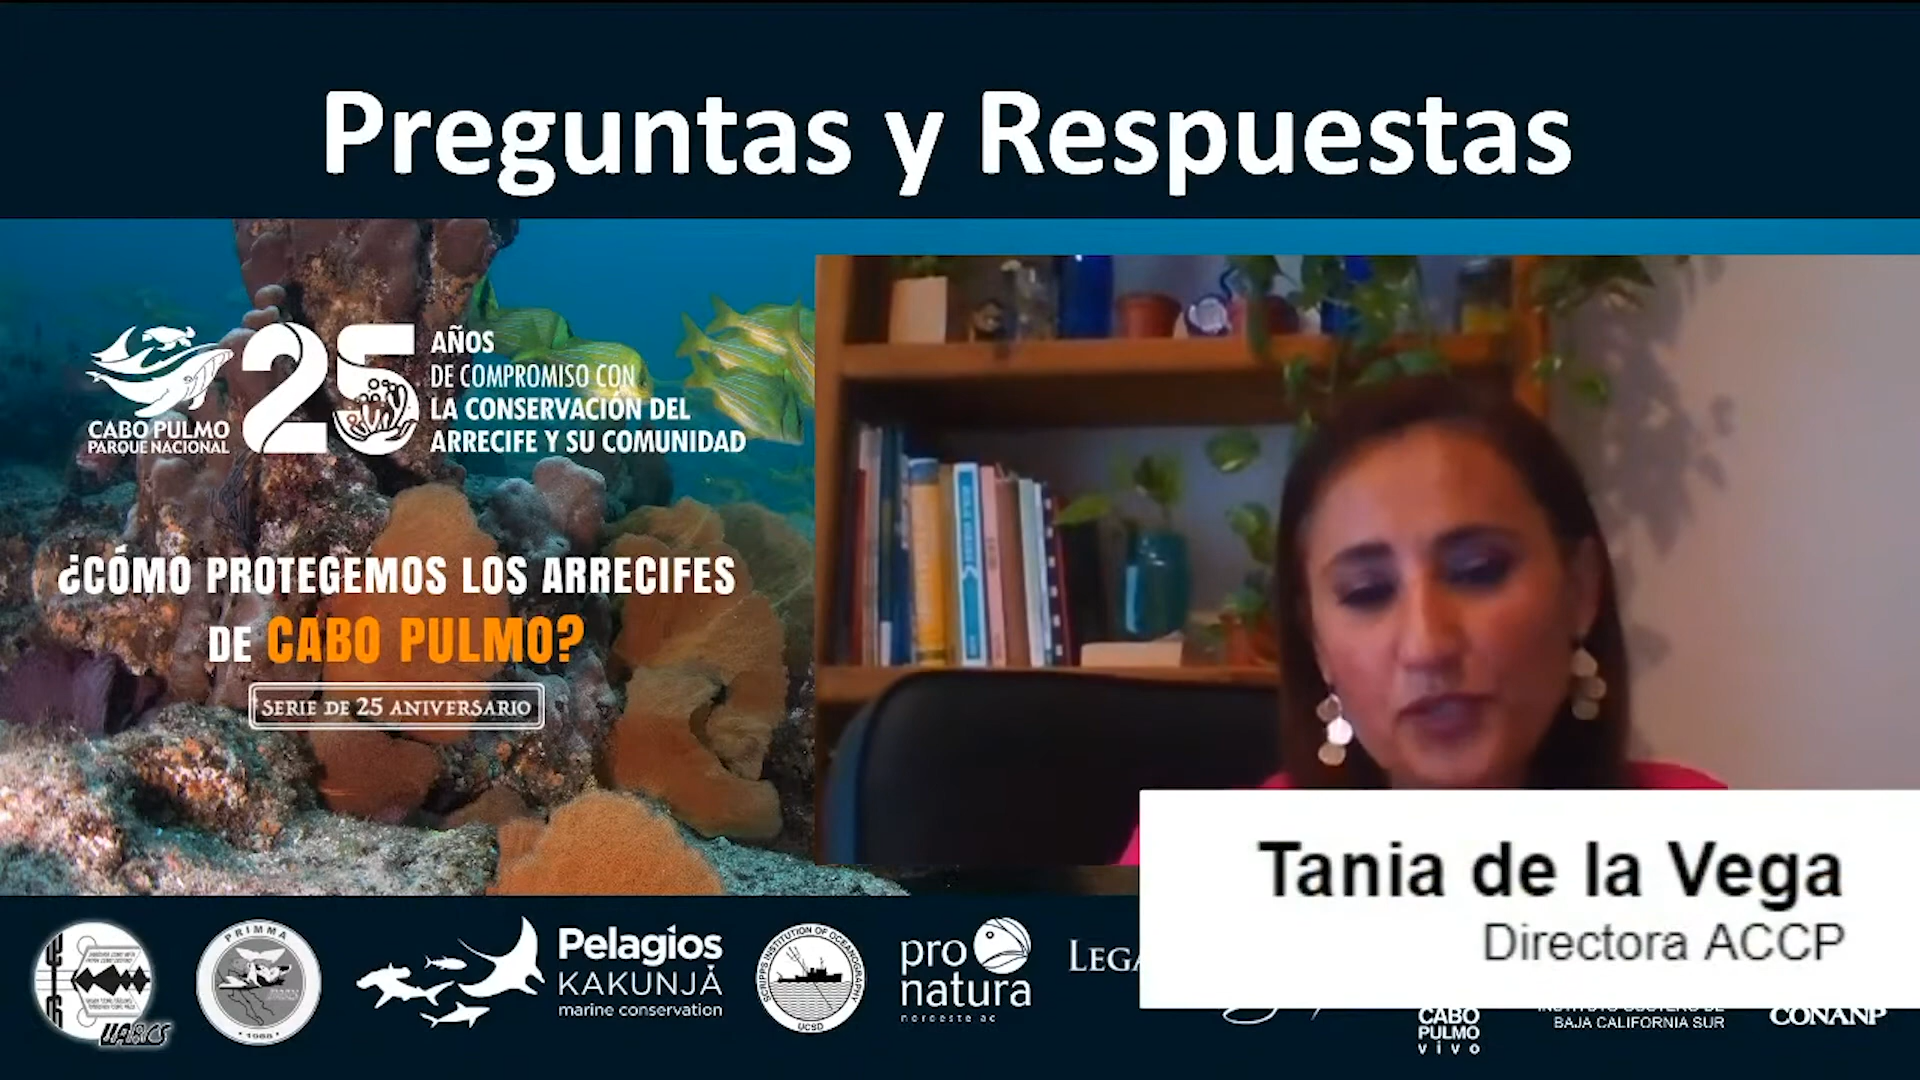 Preguntas y Respuestas
25
AÑOS
DE COMPROMISO CON
LA CONSERVACIÓN DEL
ARRECIFE Y SU COMUNIDAD
CABO PULMO
PARQUE NACIONAL
¿CÓMO PROTEGEMOS LOS ARRECIFES
DE CABO PULMO?
SERIE DE 25 ANIVERSARIO
Tania de la Vega
Directora ACCP
UABCS
PRIMMA
Pelagios
KAKUNJÁ
marine conservation
SCRIPPS INSTITUTION OF OCEANOGRAPHY
UCSD
pro
natura
noroeste ac
CABO
PULMO
vivo
BAJA CALIFORNIA SUR
CONANP